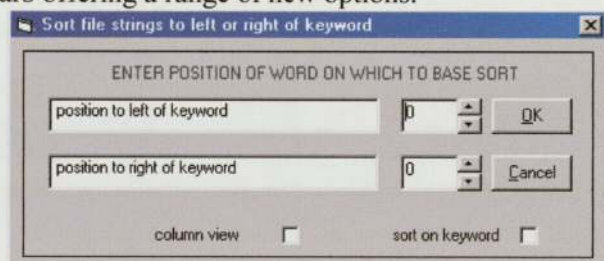 ars offering a range of new options.
Sort file strings to left or right of keyword
ENTER POSITION OF WORD ON WHICH TO BASE SORT
position to left of keyword 0 OK
position to right of keyword 0 Cancel
column view sort on keyword